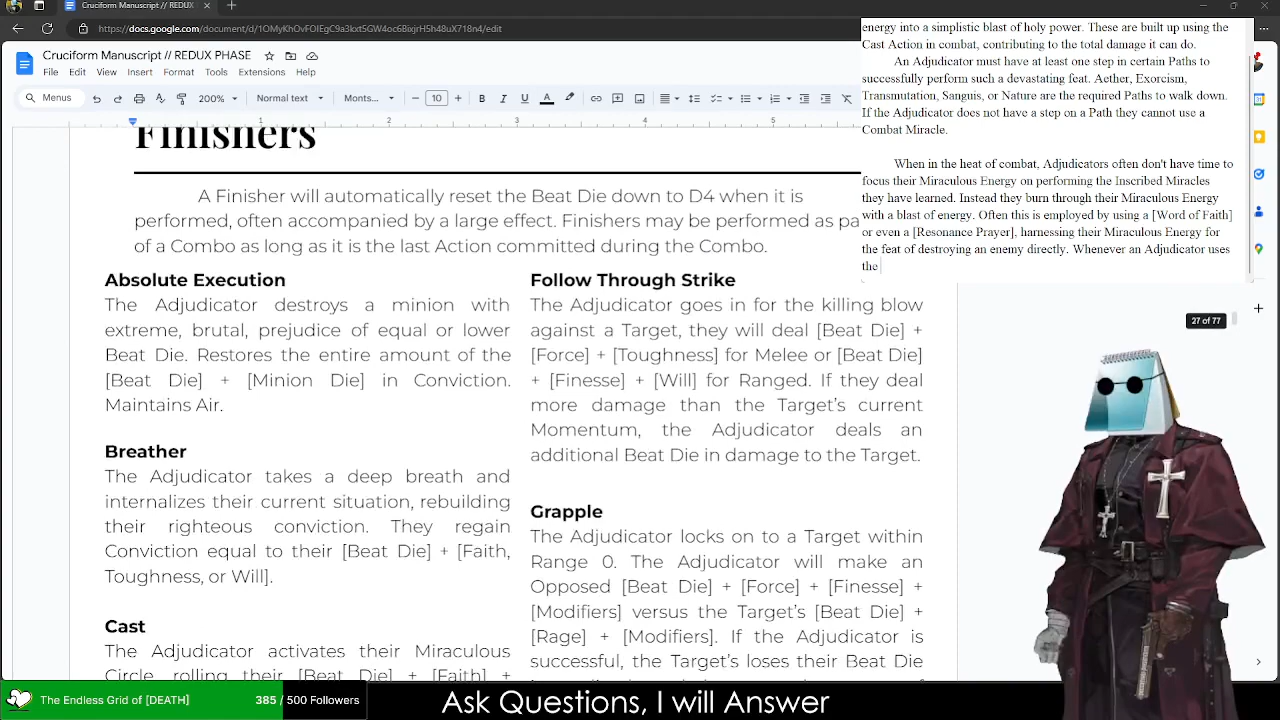 Cruciform Manuscript // REDUX
https://docs.google.com/document/d/1OMyKhOvFOIEgC9a3kxt5GW4oc6BixjrH5h48uX718n4/edit
Cruciform Manuscript // REDUX PHASE
File Edit View Insert Format Tools Extensions Help
Menus 200% Normal text Monts... 10
1 2 3 4 5
Finishers
A Finisher will automatically reset the Beat Die down to D4 when it is
performed, often accompanied by a large effect. Finishers may be performed as pa
of a Combo as long as it is the last Action committed during the Combo.
Absolute Execution
The Adjudicator destroys a minion with
extreme, brutal, prejudice of equal or lower
Beat Die. Restores the entire amount of the
[Beat Die] + [Minion Die] in Conviction.
Maintains Air.
Breather
The Adjudicator takes a deep breath and
internalizes their current situation, rebuilding
their righteous conviction. They regain
Conviction equal to their [Beat Die] + [Faith,
Toughness, or Will].
Cast
The Adjudicator activates their Miraculous
Circle, rolling their [Beat Die] + [Faith] +
Follow Through Strike
The Adjudicator goes in for the killing blow
against a Target, they will deal [Beat Die] +
[Force] + [Toughness] for Melee or [Beat Die]
+ [Finesse] + [Will] for Ranged. If they deal
more damage than the Target's current
Momentum, the Adjudicator deals an
additional Beat Die in damage to the Target.
Grapple
The Adjudicator locks on to a Target within
Range 0. The Adjudicator will make an
Opposed [Beat Die] + [Force] + [Finesse] +
[Modifiers] versus the Target's [Beat Die] +
[Rage] + [Modifiers]. If the Adjudicator is
successful, the Target's loses their Beat Die
energy into a simplistic blast of holy power. These are built up using the
Cast Action in combat, contributing to the total damage it can do.
An Adjudicator must have at least one step in certain Paths to
successfully perform such a devastating feat. Aether, Exorcism,
Transmutation, Sanguis, or Nature are the required Paths to walk down.
If the Adjudicator does not have a step on a Path they cannot use a
Combat Miracle.
When in the heat of combat, Adjudicators often don't have time to
focus their Miraculous Energy on performing the Inscribed Miracles
they have learned. Instead they burn through their Miraculous Energy
with a blast of energy. Often this is employed by using a [Word of Faith]
or even a [Resonance Prayer], harnessing their Miraculous Energy for
the feat of destroying an enemy directly. Whenever an Adjudicator uses
the
27 of 77
The Endless Grid of [DEATH] 385 / 500 Followers
Ask Questions, I will Answer